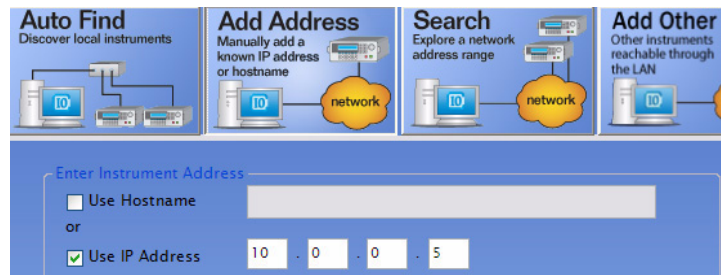 Auto Find
Discover local instruments
IO
Add Address
Manually add a
known IP address
or hostname
IO
network
Search
Explore a network
address range
IO
network
Add Other
Other instruments
reachable through
the LAN
IO
Enter Instrument Address
Use Hostname
or
Use IP Address 10 . 0 . 0 . 5